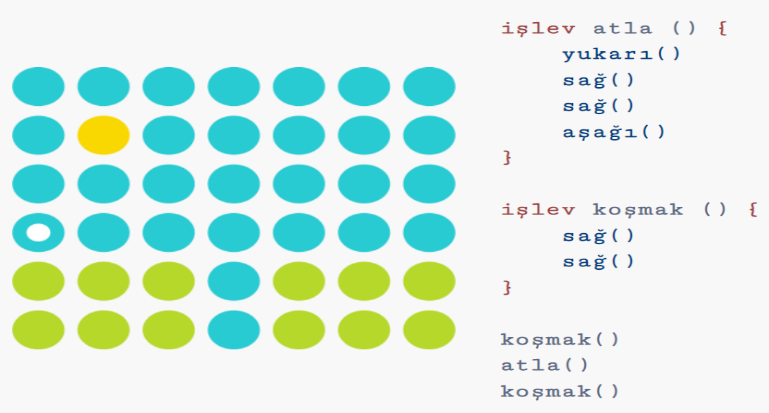 işlev atla () {
yukarı()
sağ()
sağ()
aşağı()
}
işlev koşmak () {
sağ()
sağ()
}
koşmak()
atla()
koşmak()